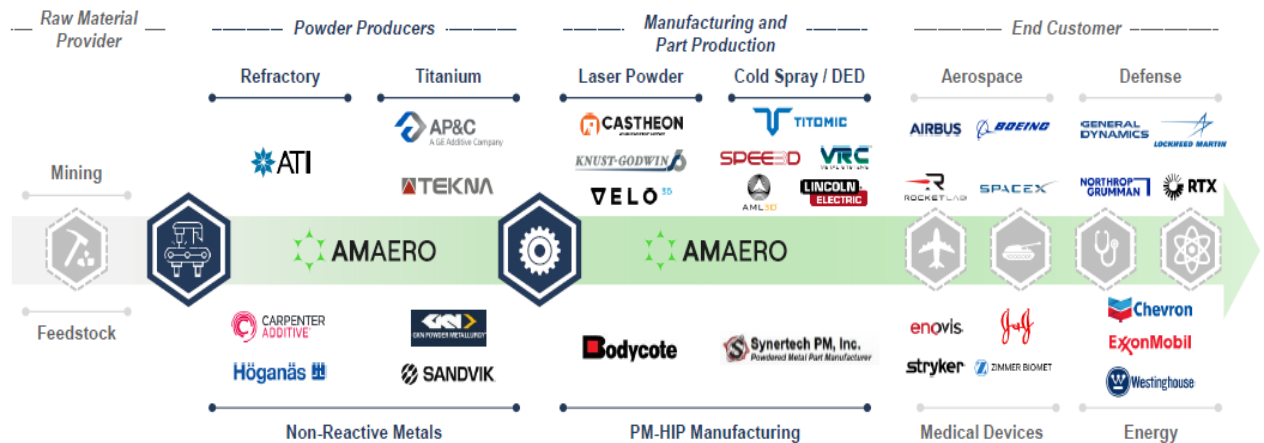 Raw Material
Provider
Powder Producers
Manufacturing and
Part Production
End Customer
Refractory
Titanium
Laser Powder
Cold Spray / DED
Aerospace
Defense
ATI
AP&C
A GE Additive Company
TEKNA
CASTHEON
KNUST-GODWIN
VELO3D
TITOMIC
SPEE3D
VRC
AML3D
LINCOLN
ELECTRIC
AIRBUS
BOEING
ROCKETLAB
SPACEX
GENERAL
DYNAMICS
LOCKHEED MARTIN
NORTHROP
GRUMMAN
RTX
Mining
AMAERO
AMAERO
Feedstock
CARPENTER
ADDITIVE
GKN POWDER METALLURGY
Höganäs
SANDVIK
Bodycote
Synertech PM, Inc.
Powdered Metal Part Manufacturer
enovis
J&J
stryker
ZIMMER BIOMET
Chevron
ExxonMobil
Westinghouse
Non-Reactive Metals
PM-HIP Manufacturing
Medical Devices
Energy